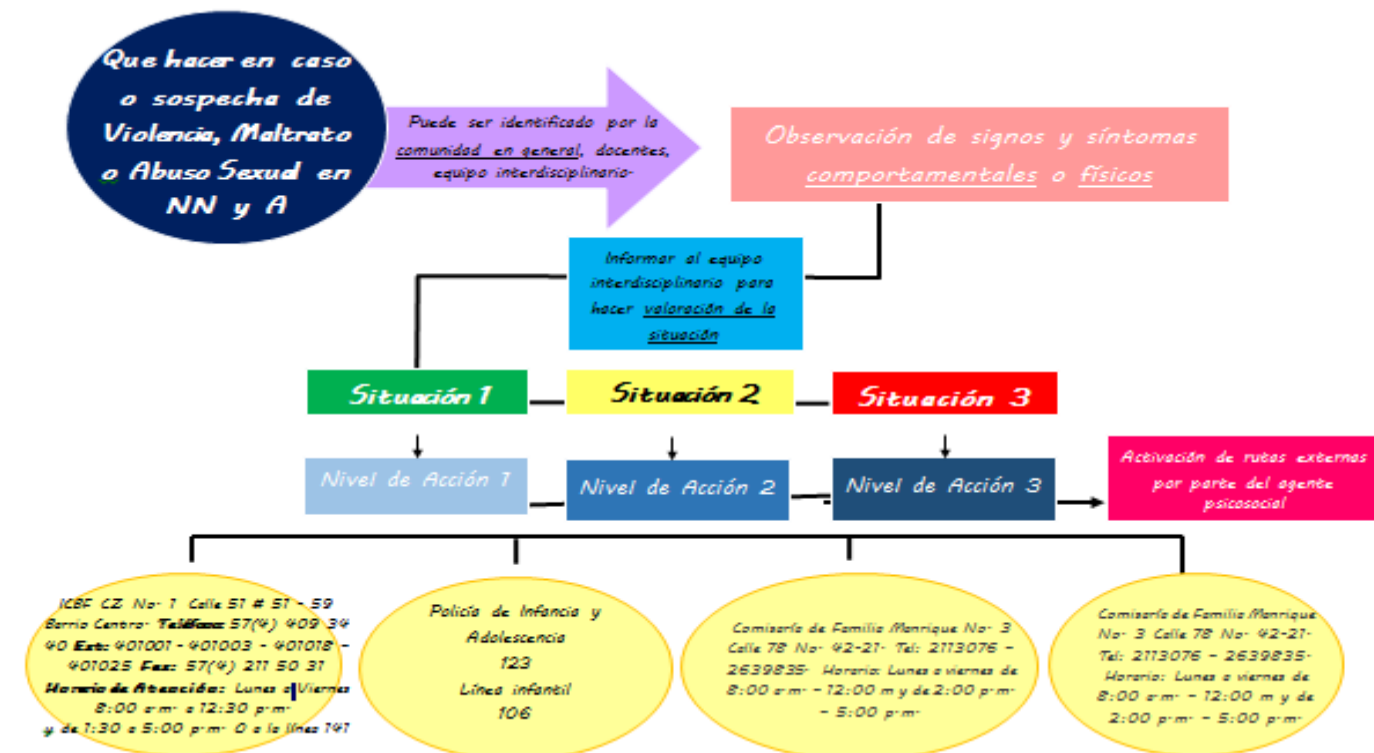 Que hacer en caso
o sospecha de
Violencia, Maltrato
o Abuso Sexual en
NN y A
Puede ser identificado por la
comunidad en general, docentes,
equipo interdisciplinario.
Observación de signos y síntomas
comportamentales o físicos
Informar al equipo
interdisciplinario para
hacer valoración de la
situación
Situación 1
Situación 2
Situación 3
Nivel de Acción 1
Nivel de Acción 2
Nivel de Acción 3
Activación de rutas externas
por parte del agente
psicosocial
ICBF CZ No. 1 Calle 51 # 51 - 59
Barrio Centro. Teléfono: 57(4) 409 34
40 Ext: 401001 - 401003 - 401018 -
401025 Fax: 57(4) 211 50 31
Horario de Atención: Lunes a Viernes
8:00 a.m. a 12:30 p.m.
y de 1:30 a 5:00 p.m. O a la línea 141
Policía de Infancia y
Adolescencia
123
Línea infantil
106
Comisaría de Familia Manrique No. 3
Calle 78 No. 42-21. Tel: 2113076 -
2639835. Horario: Lunes a viernes de
8:00 a.m. - 12:00 m y de 2:00 p.m.
- 5:00 p.m.
Comisaría de Familia Manrique
No. 3 Calle 78 No. 42-21.
Tel: 2113076 - 2639835.
Horario: Lunes a viernes de
8:00 a.m. - 12:00 m y de
2:00 p.m. - 5:00 p.m.